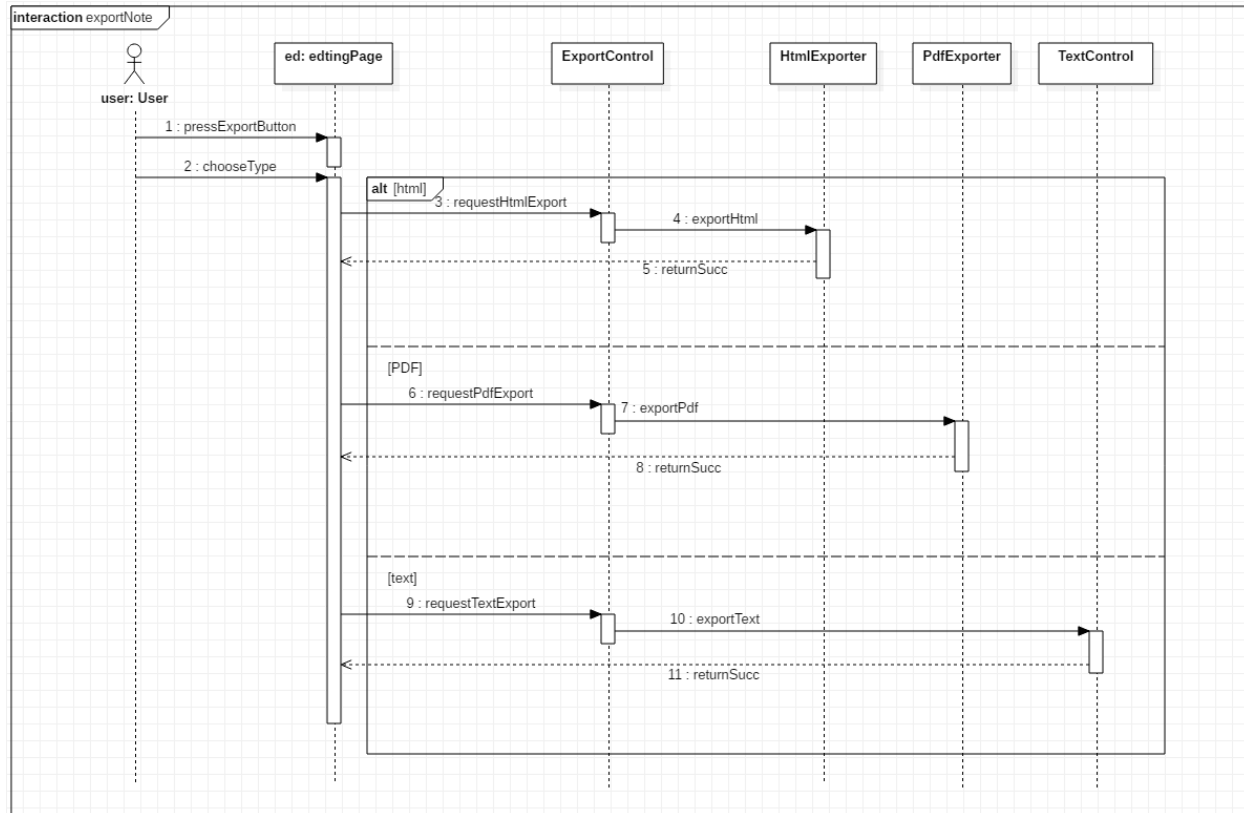 interaction exportNote
user: User
ed: edtingPage
ExportControl
HtmlExporter
PdfExporter
TextControl
1 : pressExportButton
2 : chooseType
alt [html]
3 : requestHtmlExport
4 : exportHtml
5 : returnSucc
[PDF]
6 : requestPdfExport
7 : exportPdf
8 : returnSucc
[text]
9 : requestTextExport
10 : exportText
11 : returnSucc